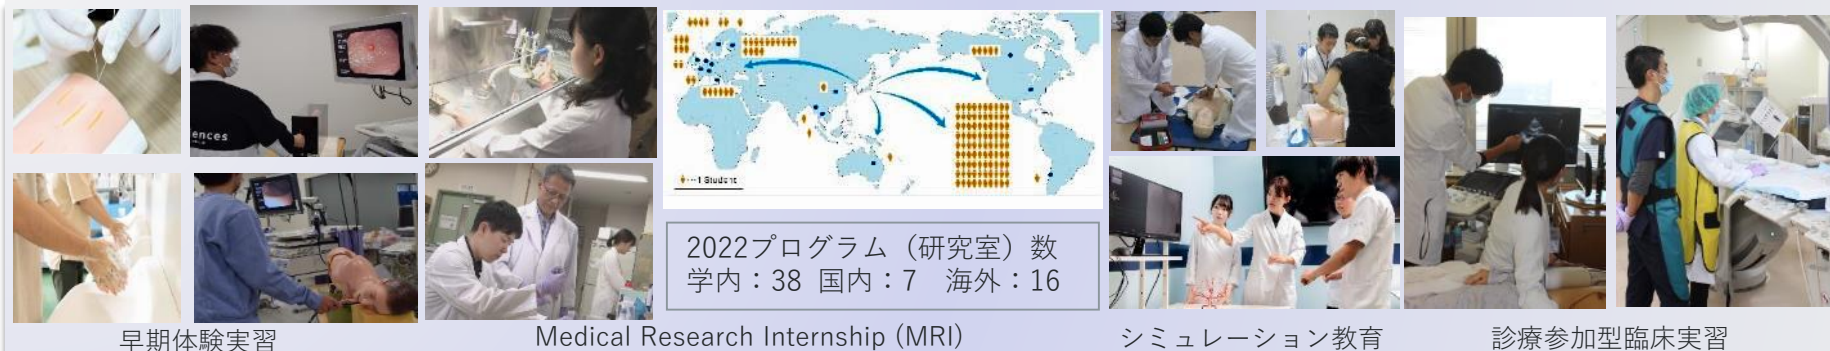 ences
1 Student
2022プログラム（研究室）数
学内：38 国内：7 海外：16
早期体験実習
Medical Research Internship (MRI)
シミュレーション教育
診療参加型臨床実習